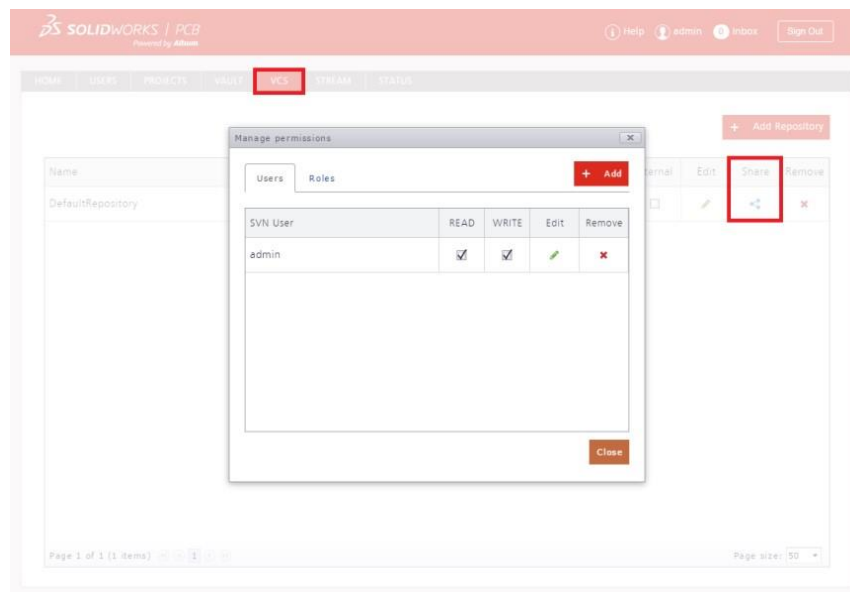 SOLIDWORKS | PCB
Powered by Altium
Help admin 0 Inbox Sign Out
HOME USERS PROJECTS VAULT VCS STREAM STATUS
+ Add Repository
Manage permissions
Name Edit Share Remove
Users Roles + Add
DefaultRepository
SVN User READ WRITE Edit Remove
admin
Close
Page 1 of 1 (1 items) 1 Page size: 50